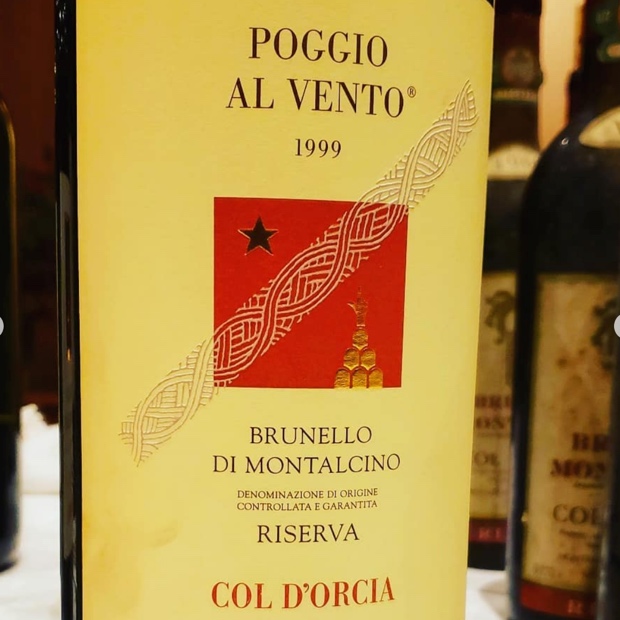 POGGIO
AL VENTO®
1999
BRUNELLO
DI MONTALCINO
DENOMINAZIONE DI ORIGINE
CONTROLLATA E GARANTITA
RISERVA
COL D'ORCIA